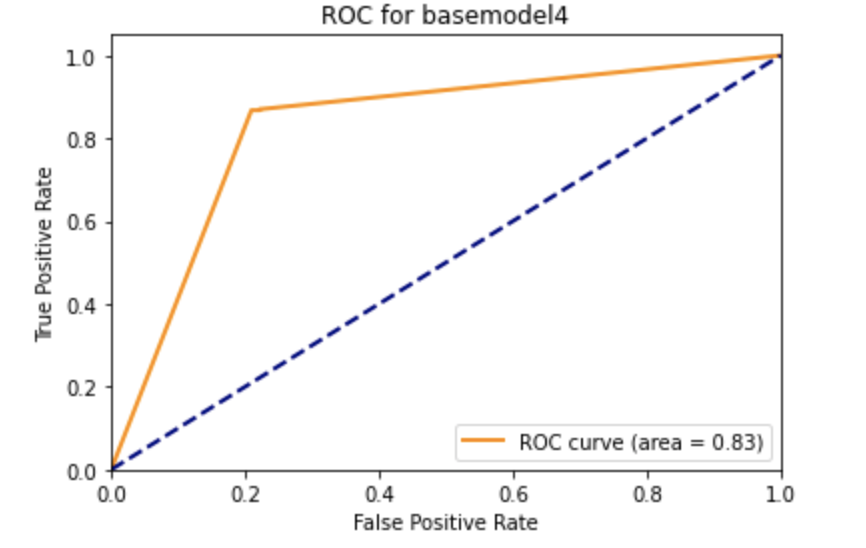 ROC for basemodel4
1.0
0.8
0.6
0.4
0.2
0.0
True Positive Rate
ROC curve (area = 0.83)
0.0 0.2 0.4 0.6 0.8 1.0
False Positive Rate